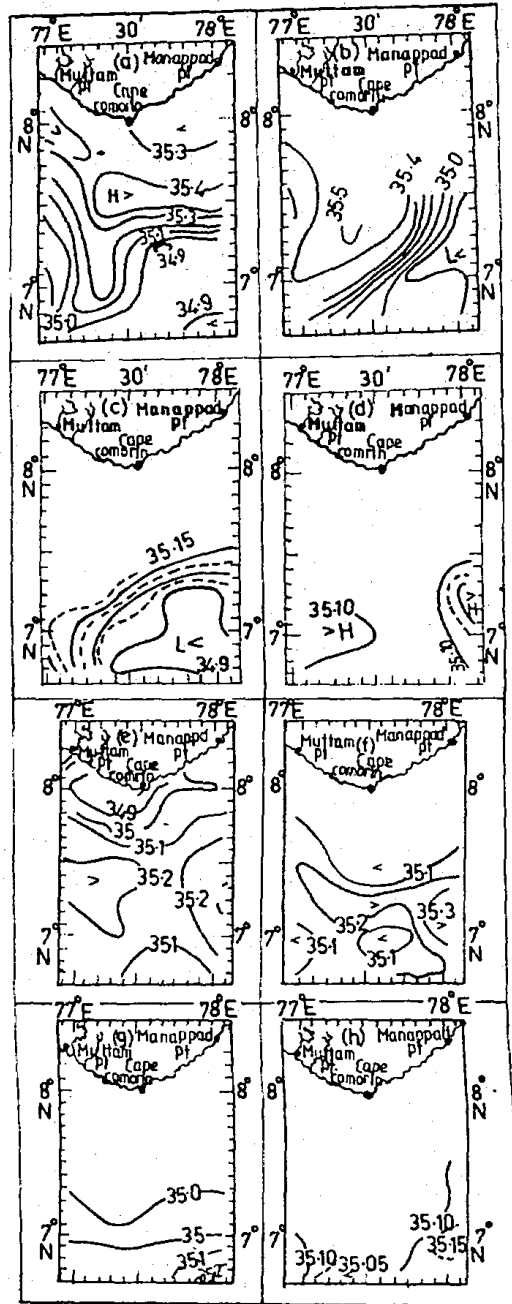 77°E 30' 78°E
(a) Manappad
Muttam pt
pt Cape
comorin
8°
N
35·3
H > 35·4
35·3
35·1
34·9
7°
N
35·0
34·9
77°E 30' 78°E
(b) Manappad
Muttam pt
pt Cape
comorin
8°
N
35·4
35·0
35·5
L <
7°
N
77°E 30' 78°E
(c) Manappad
Muttam pt
pt Cape
comorin
8°
N
35·15
7°
N
L <
34·9
77°E 30' 78°E
(d) Manappad
Muttam pt
pt Cape
comorin
8°
N
35·10
> H
H >
7°
N
77°E 78°E
(e) Manappad
Muttam pt
pt Cape
comorin
8°
N
34·9
35
35·1
> 35·2
35·2
7°
N
35·1
77°E 78°E
Muttam (f) Manappad
pt pt
Cape
comorin
8°
N
< 35·1
35·2 > 35·3
35·1 <
35·1
7°
N
77°E 78°E
(g) Manappad
Muttam pt
pt Cape
comorin
8°
N
35·0
35
7°
N
35·1
77°E 78°E
(h) Manappad
Muttam pt
pt Cape
comorin
8°
N
35·10
35·15
7°
N
35·10 35·05